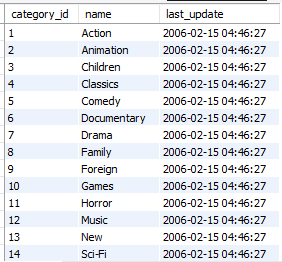 category_id name last_update
1 Action 2006-02-15 04:46:27
2 Animation 2006-02-15 04:46:27
3 Children 2006-02-15 04:46:27
4 Classics 2006-02-15 04:46:27
5 Comedy 2006-02-15 04:46:27
6 Documentary 2006-02-15 04:46:27
7 Drama 2006-02-15 04:46:27
8 Family 2006-02-15 04:46:27
9 Foreign 2006-02-15 04:46:27
10 Games 2006-02-15 04:46:27
11 Horror 2006-02-15 04:46:27
12 Music 2006-02-15 04:46:27
13 New 2006-02-15 04:46:27
14 Sci-Fi 2006-02-15 04:46:27